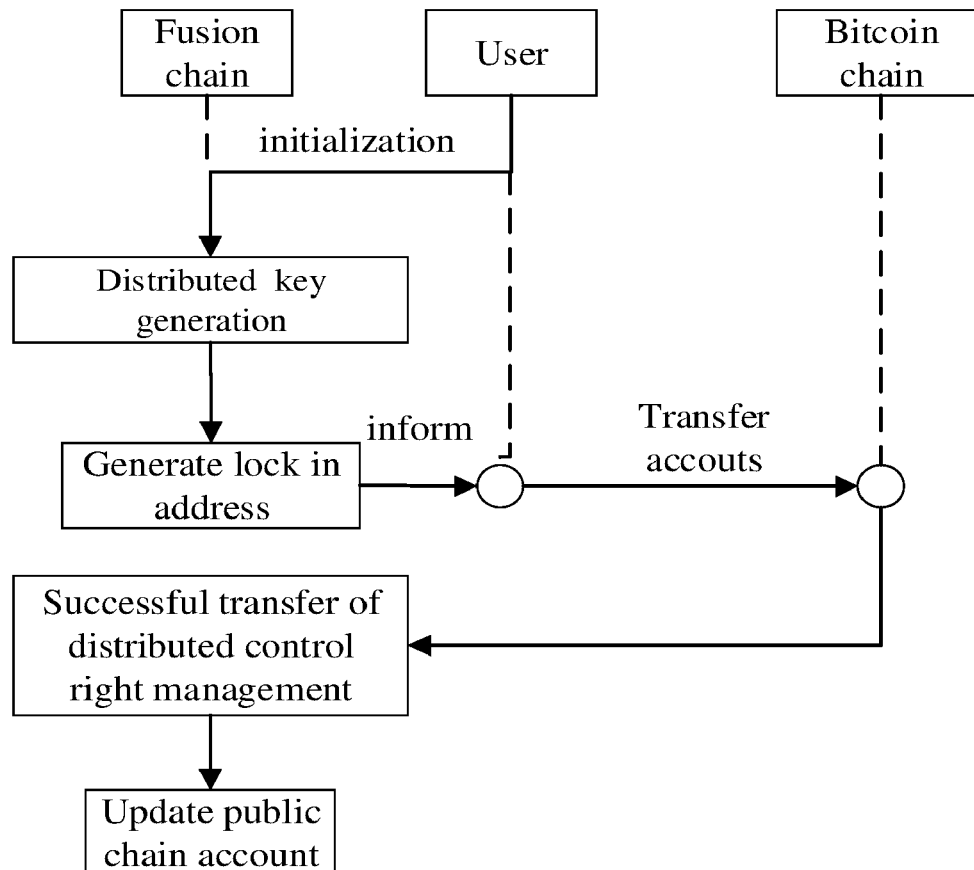 Fusion
chain
User
Bitcoin
chain
initialization
Distributed key
generation
Generate lock in
address
inform
Transfer
accouts
Successful transfer of
distributed control
right management
Update public
chain account